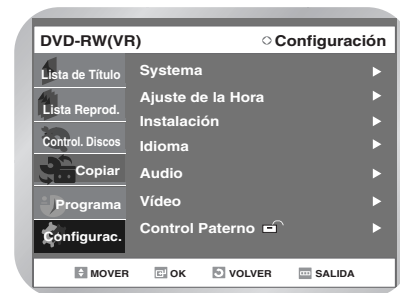 DVD-RW(VR) Configuración
Lista de Título
Lista Reprod.
Control. Discos
Copiar
Programa
Configurac.
Systema
Ajuste de la Hora
Instalación
Idioma
Audio
Vídeo
Control Paterno
MOVER OK VOLVER SALIDA